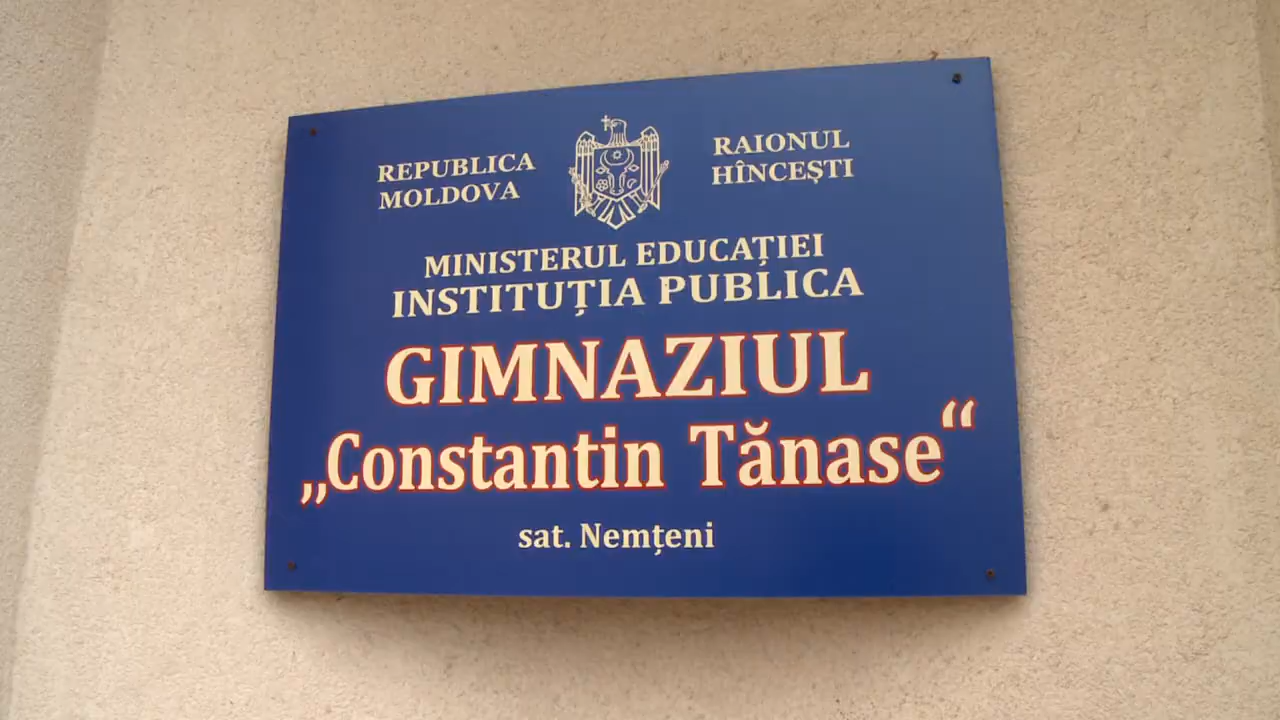 REPUBLICA
MOLDOVA
RAIONUL
HÎNCEȘTI
MINISTERUL EDUCAȚIEI
INSTITUȚIA PUBLICA
GIMNAZIUL
„Constantin Tănase“
sat. Nemțeni